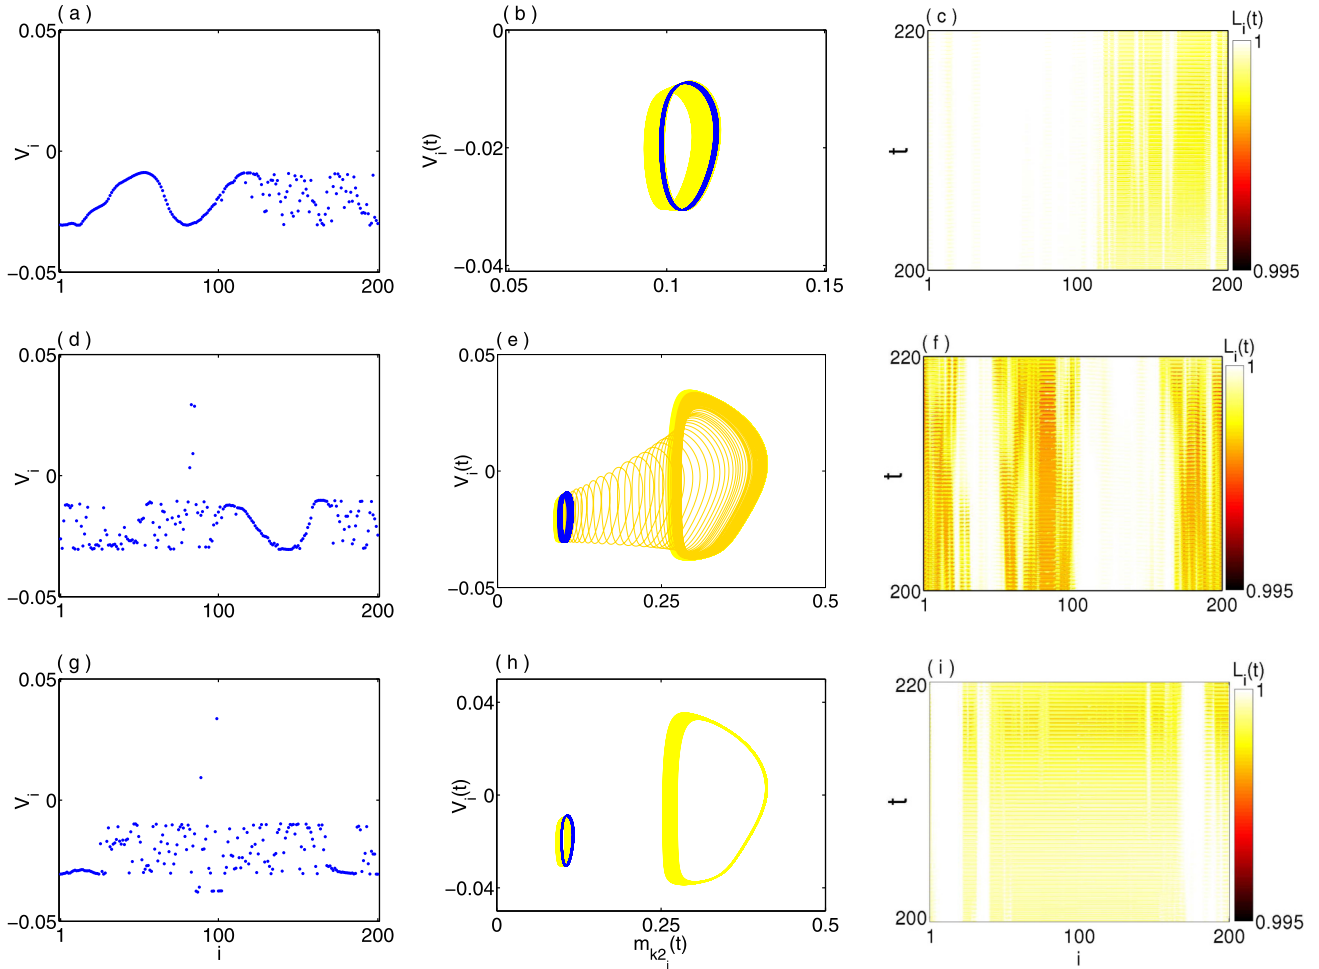 ( a )
0.05
0
−0.05
V_i
1
100
200
( b )
0
−0.02
−0.04
V_i(t)
0.05
0.1
0.15
( c )
L_i(t)
220
200
t
1
100
200
1
0.995
( d )
0.05
0
−0.05
V_i
1
100
200
( e )
0.05
0
−0.05
V_i(t)
0
0.25
0.5
( f )
L_i(t)
220
200
t
1
100
200
1
0.995
( g )
0.05
0
−0.05
V_i
1
100
200
i
( h )
0.04
0
−0.04
V_i(t)
0
0.25
0.5
m_{k2_i}(t)
( i )
L_i(t)
220
200
t
1
100
200
i
1
0.995